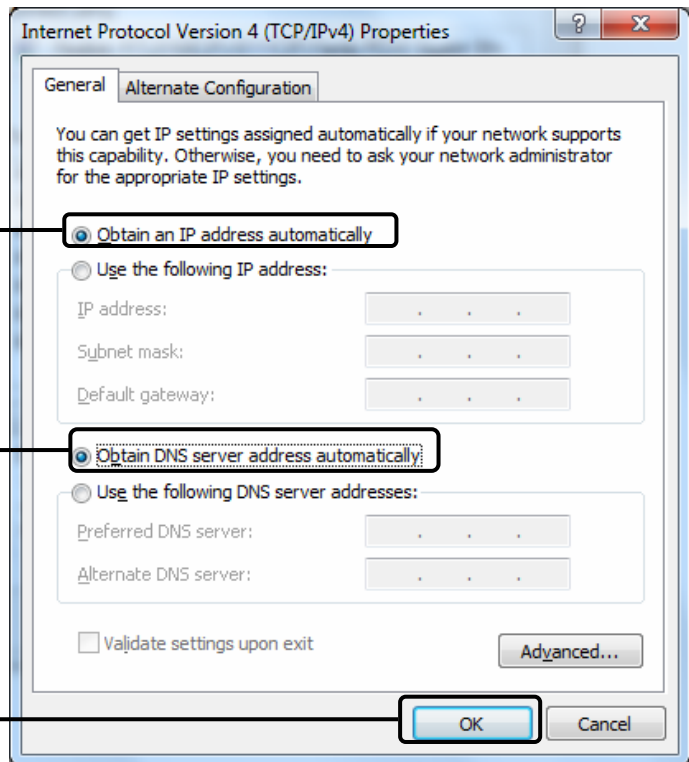 Internet Protocol Version 4 (TCP/IPv4) Properties
?
General
Alternate Configuration
You can get IP settings assigned automatically if your network supports
this capability. Otherwise, you need to ask your network administrator
for the appropriate IP settings.
Obtain an IP address automatically
Use the following IP address:
IP address:
. . .
Subnet mask:
. . .
Default gateway:
. . .
Obtain DNS server address automatically
Use the following DNS server addresses:
Preferred DNS server:
. . .
Alternate DNS server:
. . .
Validate settings upon exit
Advanced...
OK
Cancel